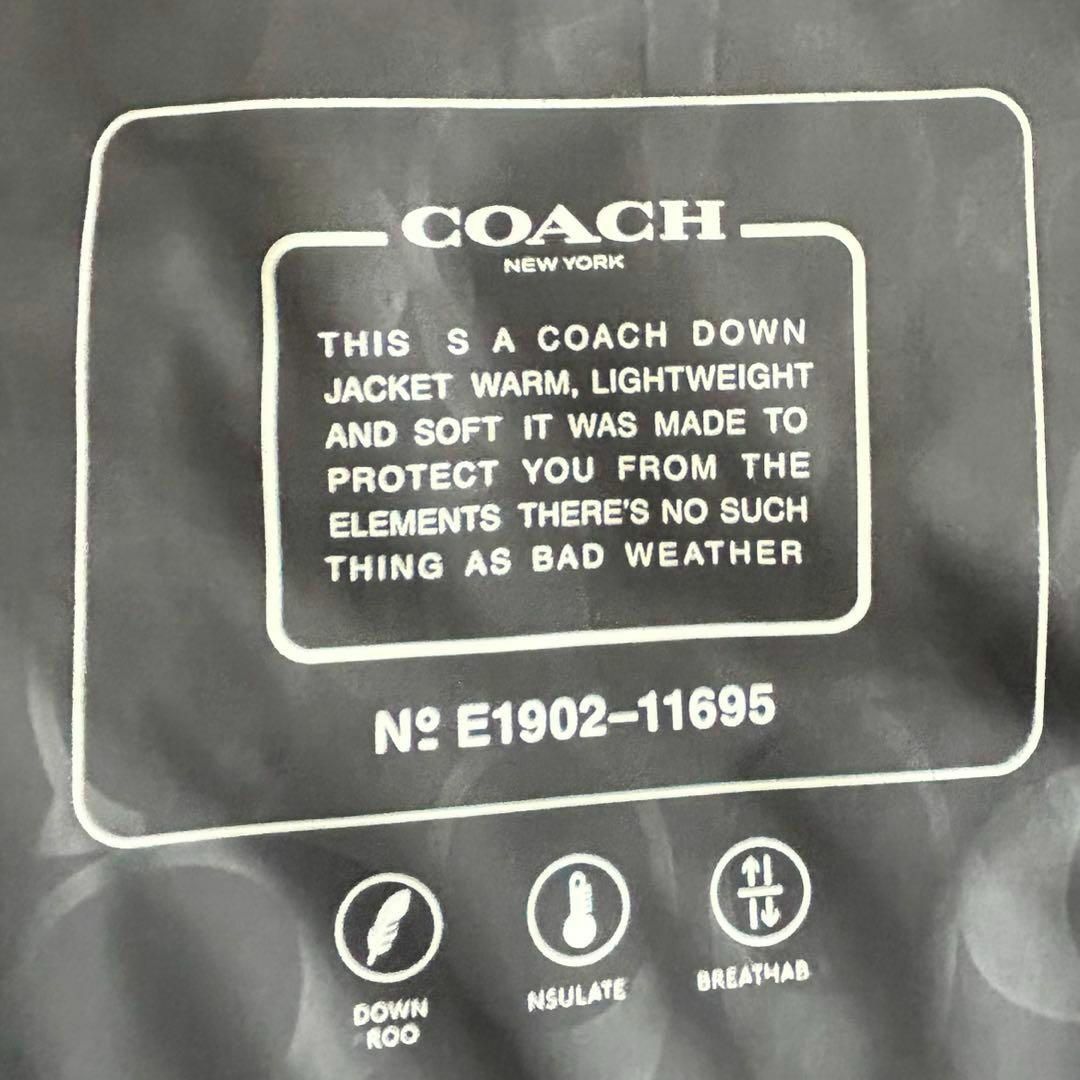 COACH
NEW YORK
THIS S A COACH DOWN
JACKET WARM, LIGHTWEIGHT
AND SOFT IT WAS MADE TO
PROTECT YOU FROM THE
ELEMENTS THERE'S NO SUCH
THING AS BAD WEATHER
Nº E1902-11695
DOWN
ROO
NSULATE
BREATHAB